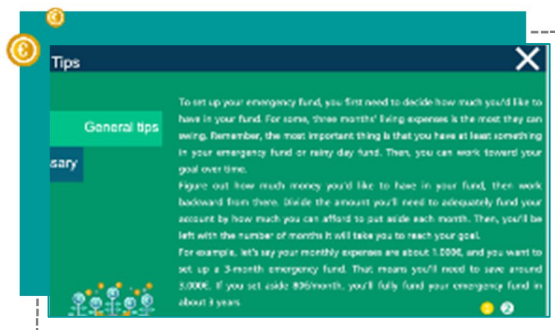 Tips
General tips
sary
To set up your emergency fund, you first need to decide how much you'd like to
have in your fund. For some, three months' living expenses is the most they can
swing. Remember, the most important thing is that you have at least something
in your emergency fund or rainy day fund. Then, you can work toward your
goal over time.
Figure out how much money you'd like to have in your fund, then work
backward from there. Divide the amount you'll need to adequately fund your
account by how much you can afford to put aside each month. Then, you'll be
left with the number of months it will take you to reach your goal.
For example, let's say your monthly expenses are about 1.000€, and you want to
set up a 3-month emergency fund. That means you'll need to save around
3.000€. If you set aside 80€/month, you'll fully fund your emergency fund in
about 3 years.
1 2